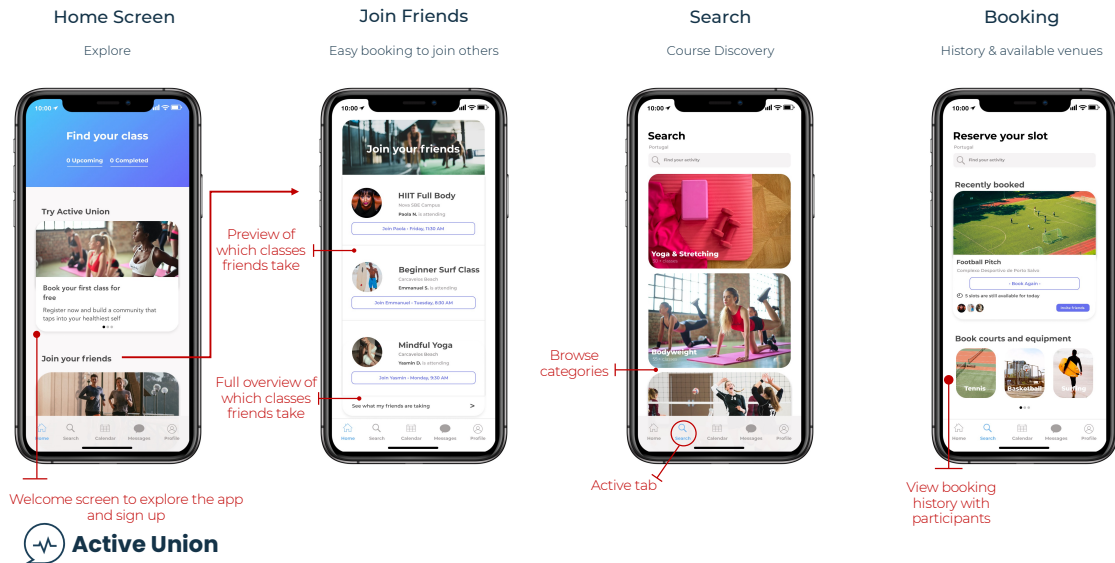 Home Screen
Explore
10:00
Find your class
0 Upcoming 0 Completed
Try Active Union
Book your first class for
free
Register now and build a community that
taps into your healthiest self
Join your friends
Home Search Calendar Messages Profile
Welcome screen to explore the app
and sign up
Join Friends
Easy booking to join others
10:00
Join your friends
HIIT Full Body
Nova SBE Campus
Paola N. is attending
Join Paola - Friday, 11:30 AM
Beginner Surf Class
Carcavelos Beach
Emmanuel S. is attending
Join Emmanuel - Tuesday, 8:30 AM
Mindful Yoga
Carcavelos Beach
Yasmin D. is attending
Join Yasmin - Monday, 9:30 AM
See what my friends are taking >
Home Search Calendar Messages Profile
Preview of
which classes
friends take
Full overview of
which classes
friends take
Search
Course Discovery
10:00
Search
Portugal
Find your activity
Yoga & Stretching
Bodyweight
Home Search Calendar Messages Profile
Browse
categories
Active tab
Booking
History & available venues
10:00
Reserve your slot
Portugal
Find your activity
Recently booked
Football Pitch
Complexo Desportivo de Porto Salvo
- Book Again -
5 slots are still available for today
Invite friends
Book courts and equipment
Tennis Basketball Surfing
Home Search Calendar Messages Profile
View booking
history with
participants
Active Union